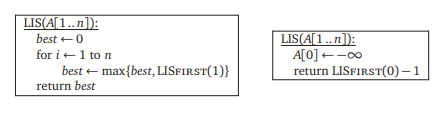 LIS(A[1 .. n]):
best ← 0
for i ← 1 to n
best ← max{best, LISFIRST(1)}
return best
LIS(A[1 .. n]):
A[0] ← −∞
return LISFIRST(0) − 1